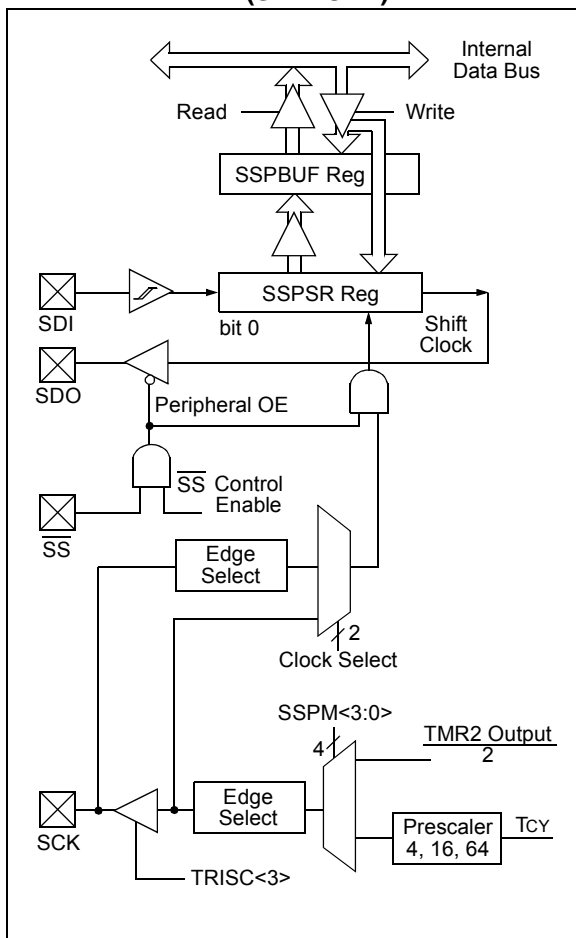 Internal
Data Bus
Read
Write
SSPBUF Reg
SSPSR Reg
SDI
bit 0
Shift
Clock
SDO
Peripheral OE
SS Control
Enable
SS
Edge
Select
2
Clock Select
SSPM<3:0>
TMR2 Output
2
4
Edge
Select
Prescaler
4, 16, 64
TCY
SCK
TRISC<3>